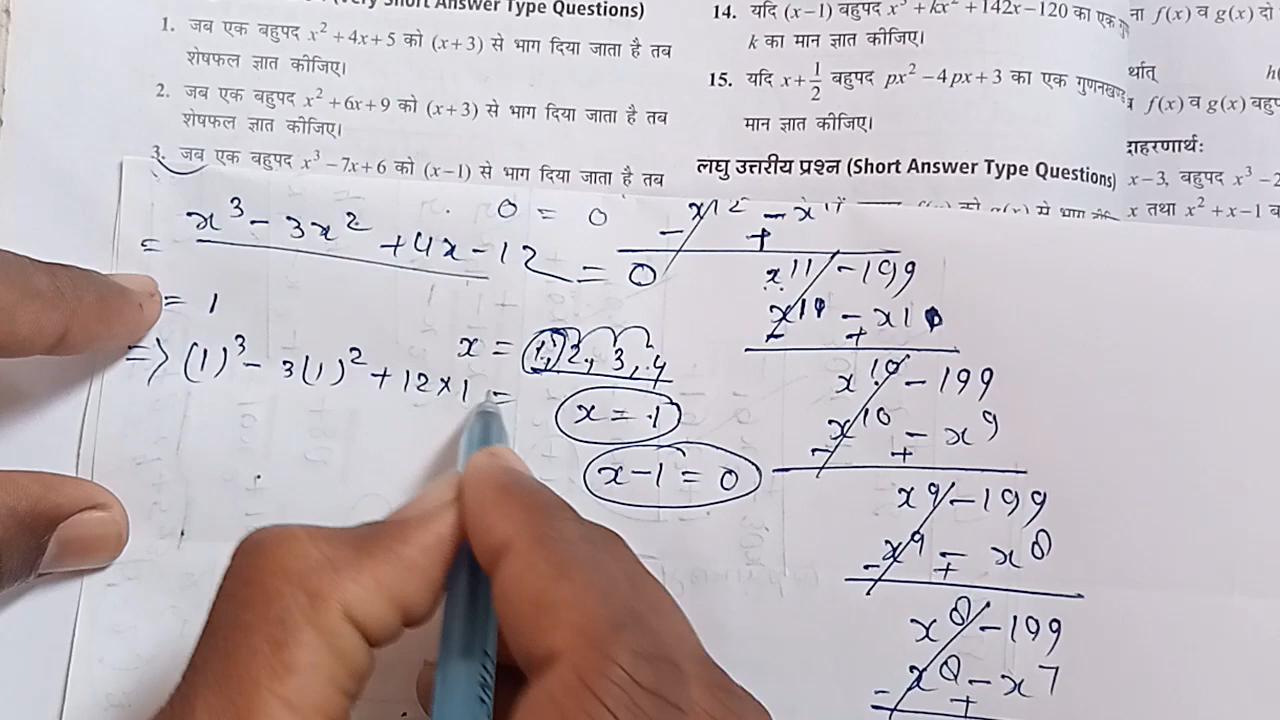 Short Answer Type Questions)
1. जब एक बहुपद x² + 4x + 5 को (x + 3) से भाग दिया जाता है तब
शेषफल ज्ञात कीजिए।
2. जब एक बहुपद x² + 6x + 9 को (x + 3) से भाग दिया जाता है तब
शेषफल ज्ञात कीजिए।
3. जब एक बहुपद x³ − 7x + 6 को (x − 1) से भाग दिया जाता है तब
14. यदि (x − 1) बहुपद x³ + kx² + 142x − 120 का एक
k का मान ज्ञात कीजिए।
15. यदि x + 1/2 बहुपद px² − 4px + 3 का एक गुणनखण्ड
मान ज्ञात कीजिए।
लघु उत्तरीय प्रश्न (Short Answer Type Questions)
f(x) व g(x) दो
f(x) व g(x)
x − 3, बहुपद
x तथा x² + x − 1
0 = 0
= x³ − 3x² + 4x − 12 = 0
= 1
=> (1)³ − 3(1)² + 12 × 1 =
x = 1, 2, 3, 4
x = 1
x − 1 = 0
x¹¹ − 199
x¹⁰ − 199
x¹⁰ − x⁹
− +
x⁹ − 199
x⁹ − x⁸
− +
x⁸ − 199
x⁸ − x⁷
− +